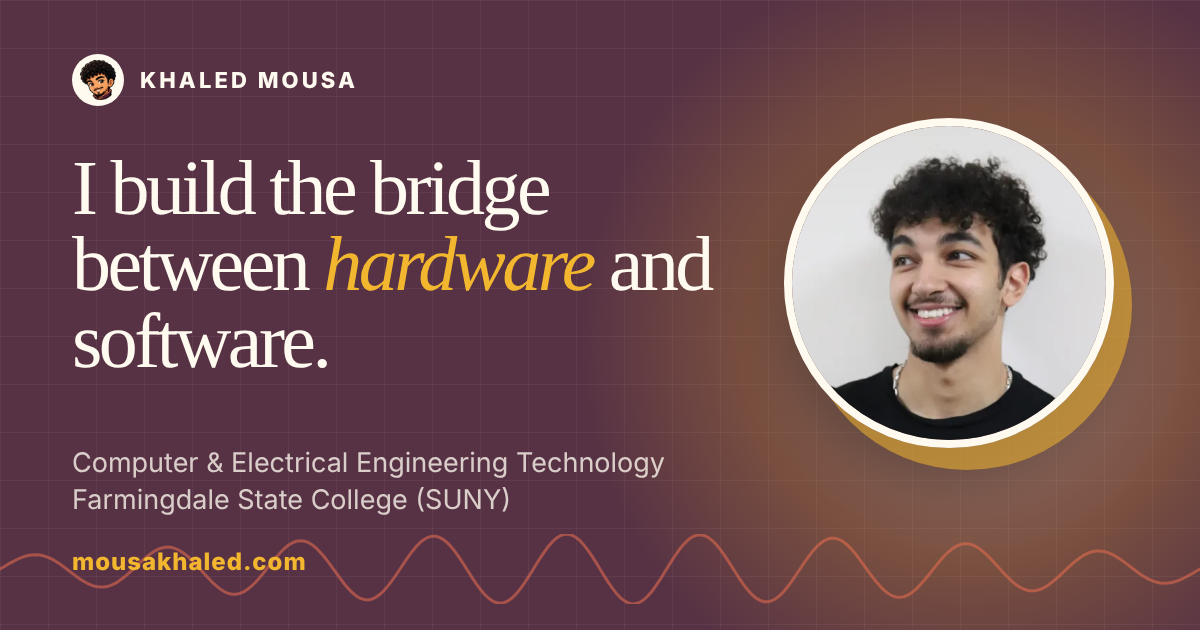 KHALED MOUSA
I build the bridge
between hardware and
software.
Computer & Electrical Engineering Technology
Farmingdale State College (SUNY)
mousakhaled.com